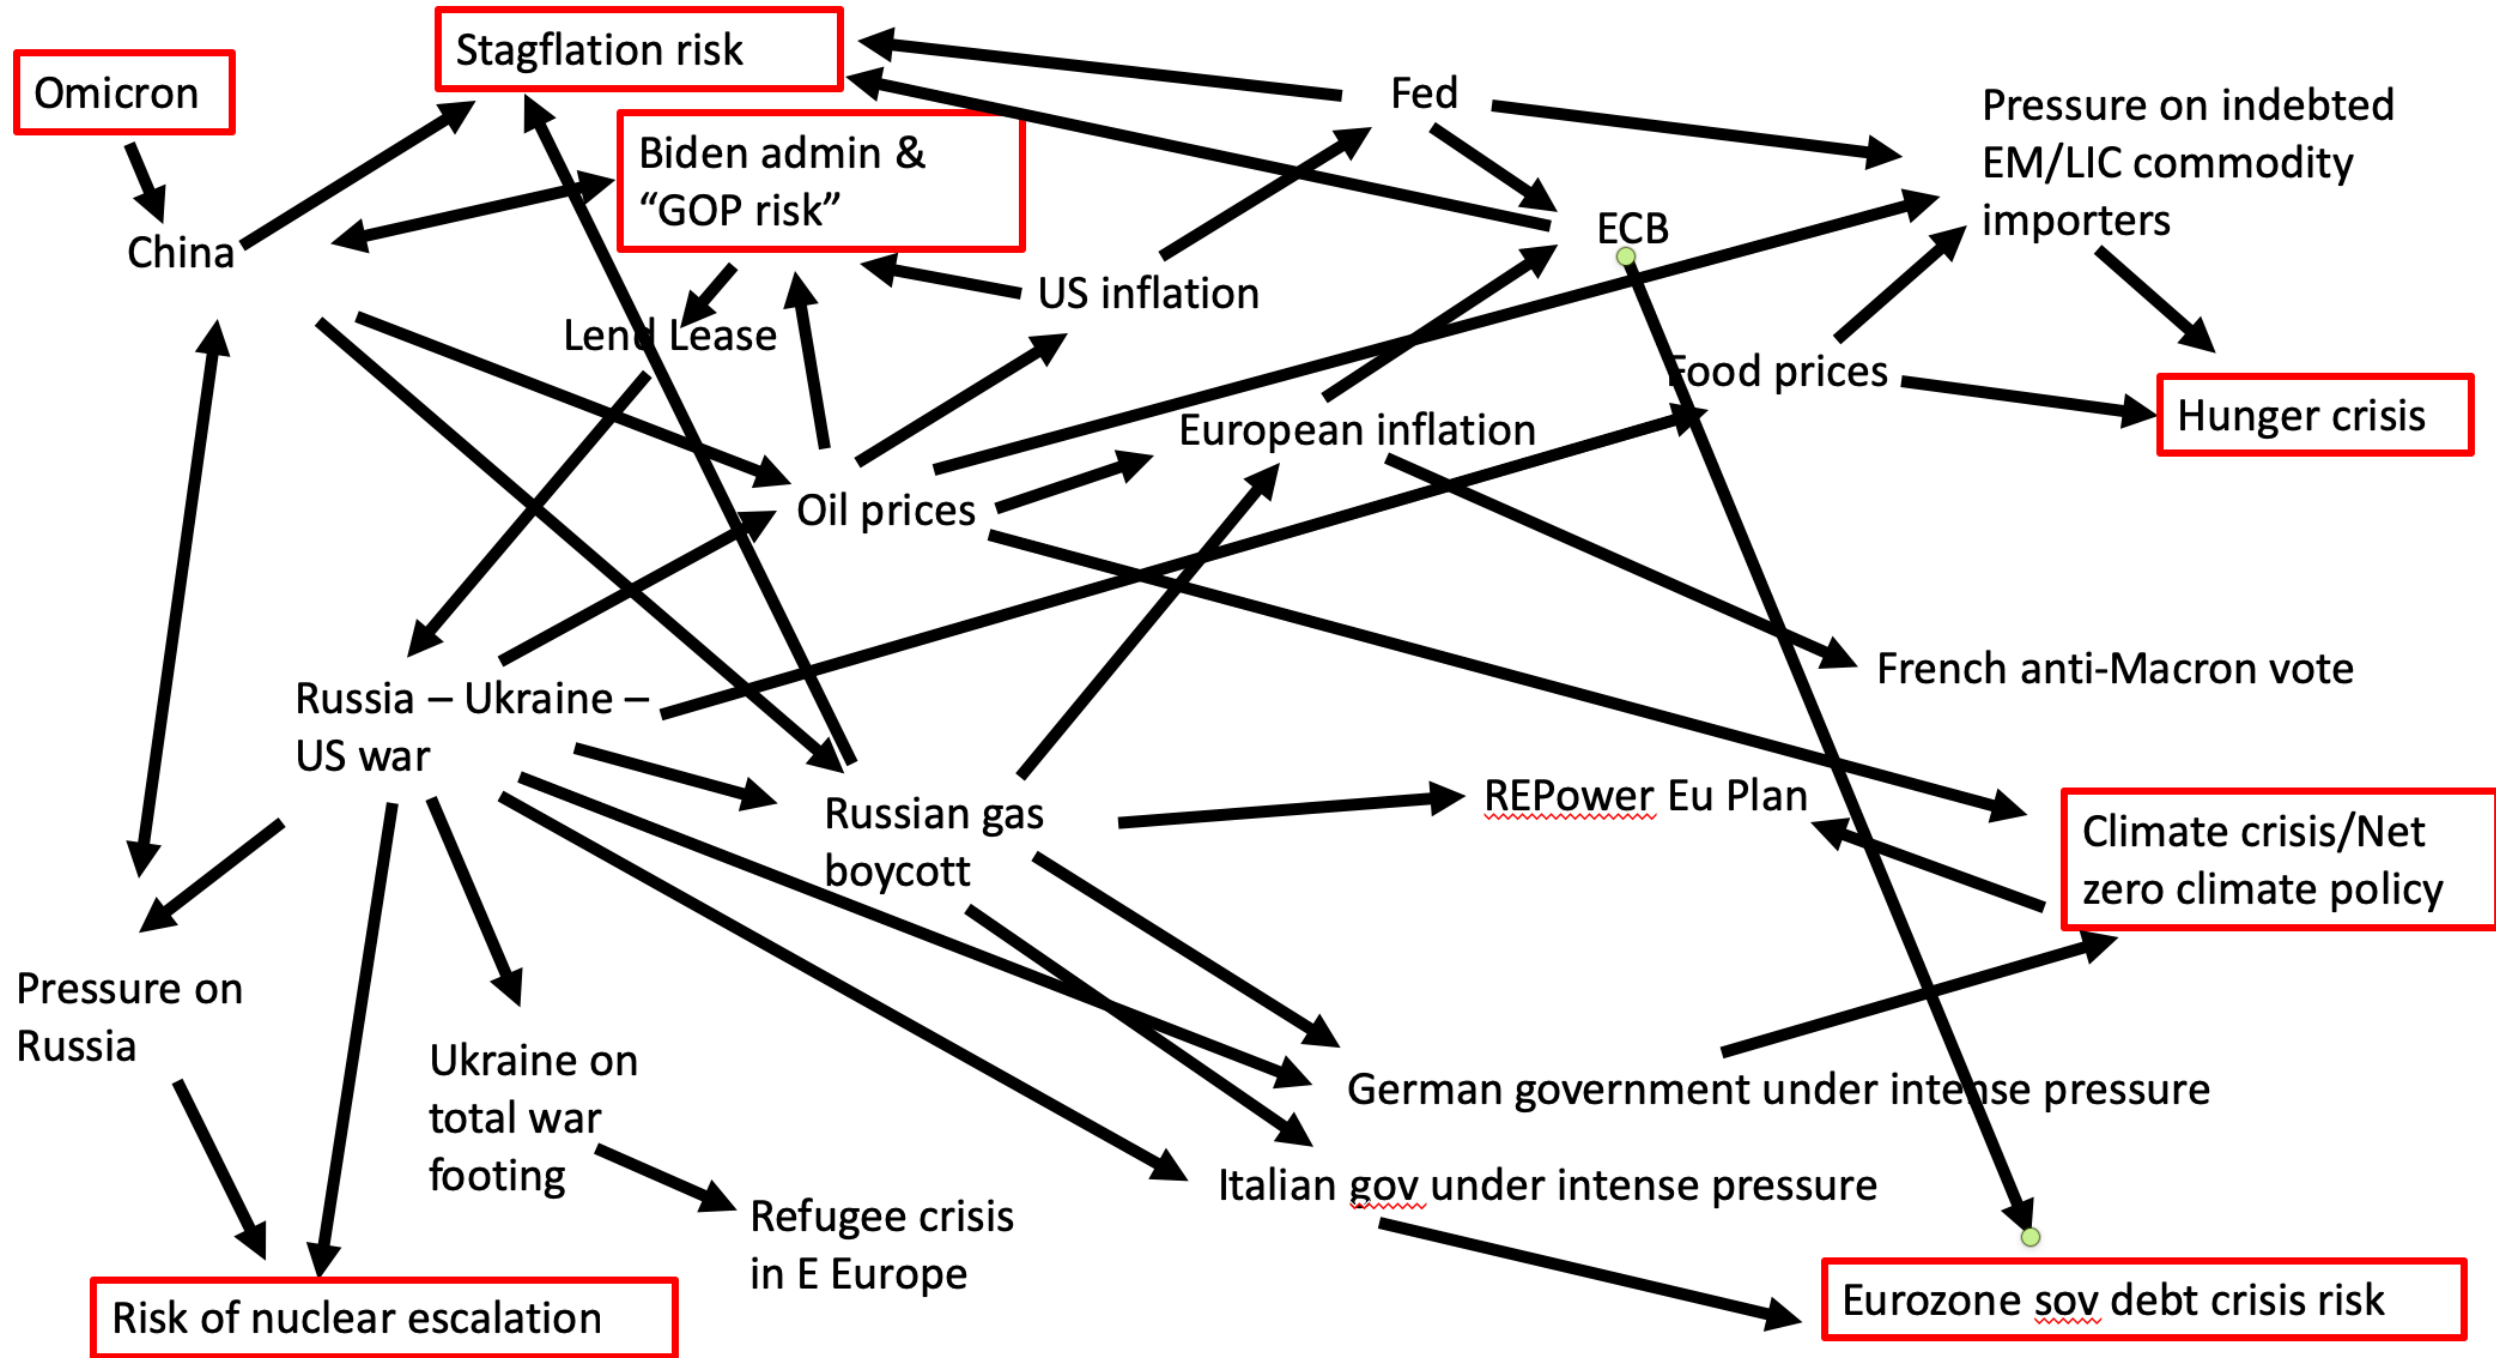 Stagflation risk
Omicron
Fed
Pressure on indebted
EM/LIC commodity
importers
Biden admin &
“GOP risk”
China
ECB
US inflation
Lend Lease
Food prices
Hunger crisis
European inflation
Oil prices
French anti-Macron vote
Russia – Ukraine –
US war
REPower Eu Plan
Russian gas
boycott
Climate crisis/Net
zero climate policy
Pressure on
Russia
Ukraine on
total war
footing
German government under intense pressure
Italian gov under intense pressure
Refugee crisis
in E Europe
Eurozone sov debt crisis risk
Risk of nuclear escalation